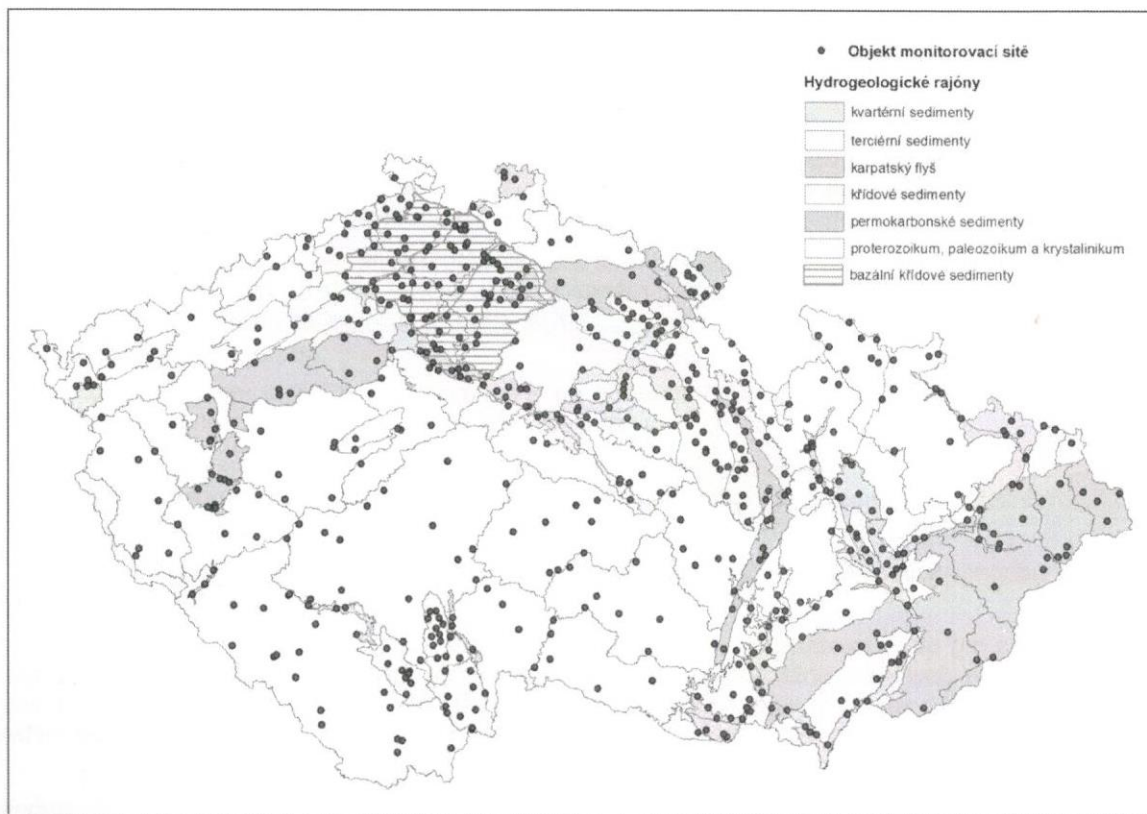 Objekt monitorovací sítě
Hydrogeologické rajóny
kvartérní sedimenty
terciérní sedimenty
karpatský flyš
křídové sedimenty
permokarbonské sedimenty
proterozoikum, paleozoikum a krystalinikum
bazální křídové sedimenty